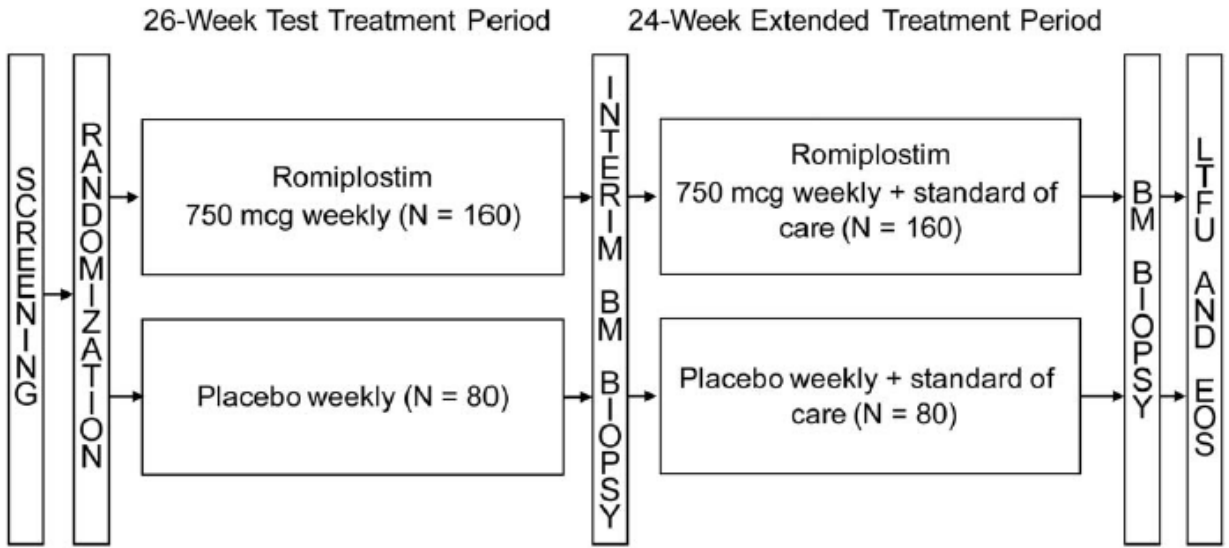 26-Week Test Treatment Period
24-Week Extended Treatment Period
SCREENING
RANDOMIZATION
Romiplostim
750 mcg weekly (N = 160)
Placebo weekly (N = 80)
INTERIM BM BIOPSY
Romiplostim
750 mcg weekly + standard of
care (N = 160)
Placebo weekly + standard of
care (N = 80)
BM BIOPSY
LTFU AND EOS